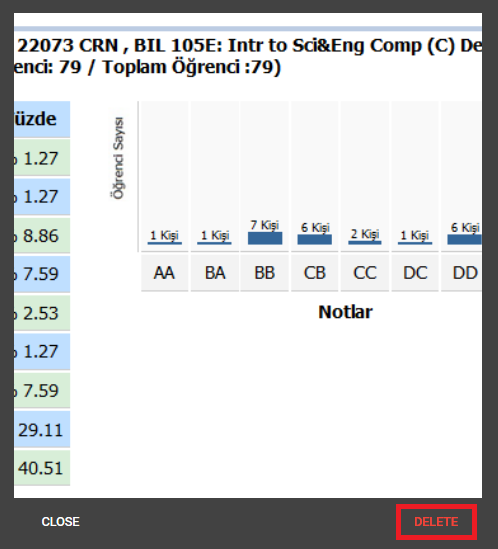 22073 CRN , BIL 105E: Intr to Sci&Eng Comp (C) De
enci: 79 / Toplam Öğrenci :79)
üzde
1.27
1.27
8.86
7.59
2.53
1.27
7.59
29.11
40.51
Öğrenci Sayısı
1 Kişi 1 Kişi 7 Kişi 6 Kişi 2 Kişi 1 Kişi 6 Kişi
AA BA BB CB CC DC DD
Notlar
CLOSE DELETE